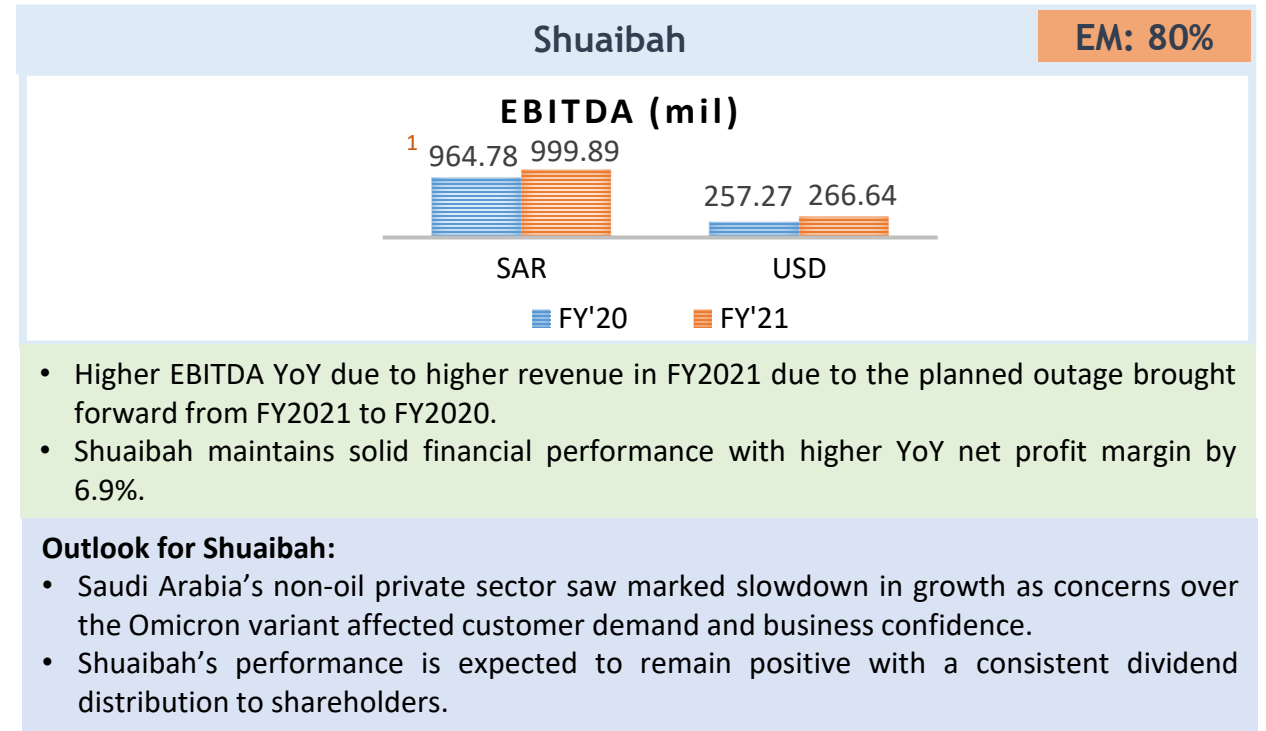 Shuaibah
EM: 80%
EBITDA (mil)
1 964.78 999.89
257.27 266.64
SAR USD
FY'20 FY'21
• Higher EBITDA YoY due to higher revenue in FY2021 due to the planned outage brought
forward from FY2021 to FY2020.
• Shuaibah maintains solid financial performance with higher YoY net profit margin by
6.9%.
Outlook for Shuaibah:
• Saudi Arabia’s non-oil private sector saw marked slowdown in growth as concerns over
the Omicron variant affected customer demand and business confidence.
• Shuaibah’s performance is expected to remain positive with a consistent dividend
distribution to shareholders.